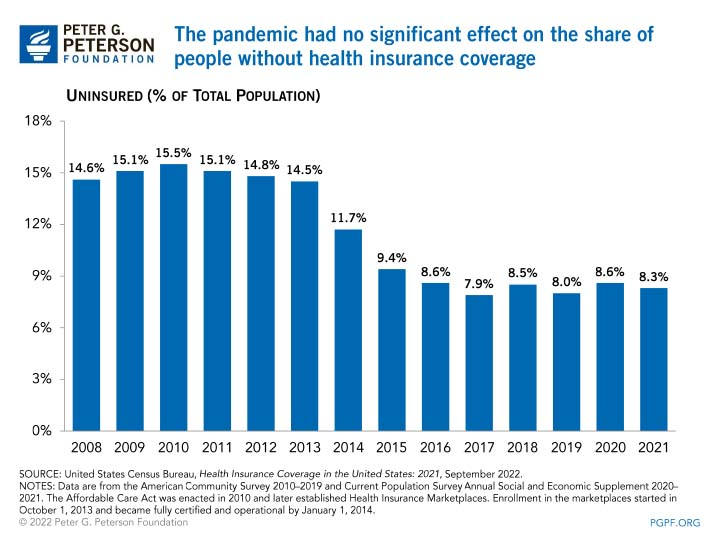 PETER G.
PETERSON
FOUNDATION
The pandemic had no significant effect on the share of
people without health insurance coverage
UNINSURED (% OF TOTAL POPULATION)
18%
15%
12%
9%
6%
3%
0%
14.6%
15.1%
15.5%
15.1%
14.8%
14.5%
11.7%
9.4%
8.6%
7.9%
8.5%
8.0%
8.6%
8.3%
2008 2009 2010 2011 2012 2013 2014 2015 2016 2017 2018 2019 2020 2021
SOURCE: United States Census Bureau, Health Insurance Coverage in the United States: 2021, September 2022.
NOTES: Data are from the American Community Survey 2010–2019 and Current Population Survey Annual Social and Economic Supplement 2020–
2021. The Affordable Care Act was enacted in 2010 and later established Health Insurance Marketplaces. Enrollment in the marketplaces started in
October 1, 2013 and became fully certified and operational by January 1, 2014.
© 2022 Peter G. Peterson Foundation
PGPF.ORG